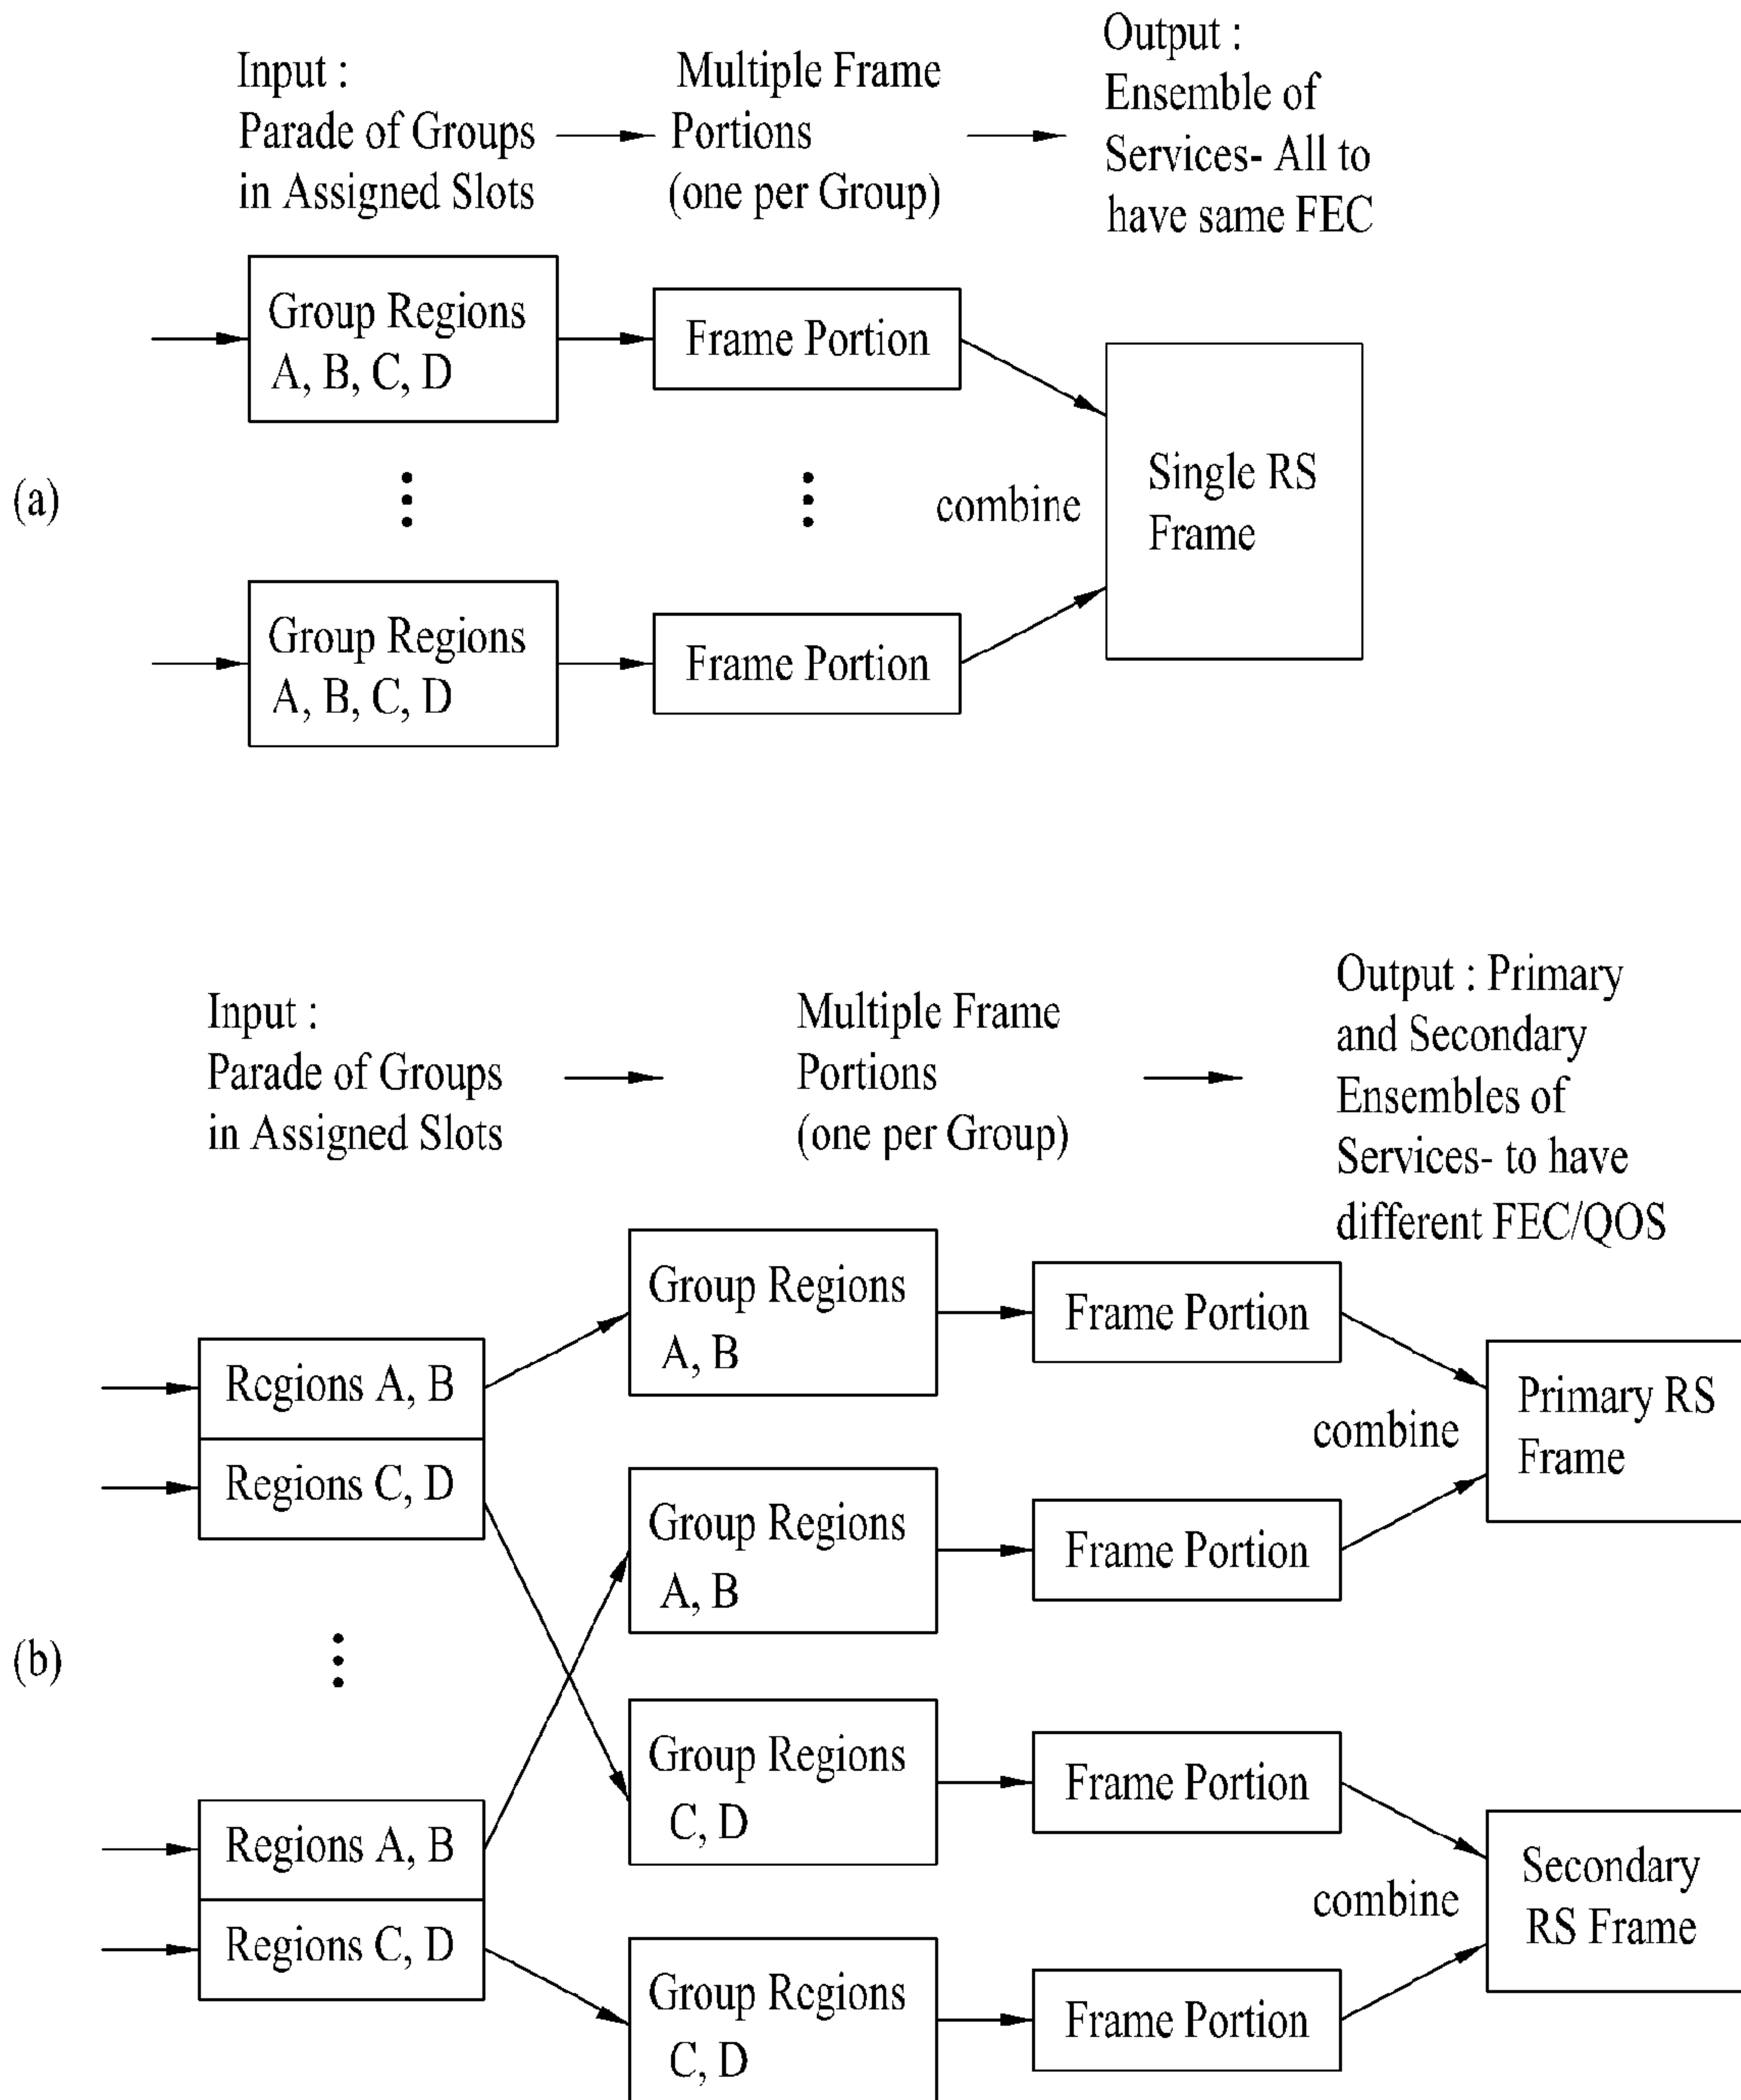 Input :
Parade of Groups
in Assigned Slots
Multiple Frame
Portions
(one per Group)
Output :
Ensemble of
Services- All to
have same FEC
(a)
Group Regions
A, B, C, D
Frame Portion
combine
Single RS
Frame
Group Regions
A, B, C, D
Frame Portion
Input :
Parade of Groups
in Assigned Slots
Multiple Frame
Portions
(one per Group)
Output : Primary
and Secondary
Ensembles of
Services- to have
different FEC/QOS
(b)
Regions A, B
Regions C, D
Regions A, B
Regions C, D
Group Regions
A, B
Frame Portion
Group Regions
A, B
Frame Portion
combine
Primary RS
Frame
Group Regions
C, D
Frame Portion
Group Regions
C, D
Frame Portion
combine
Secondary
RS Frame